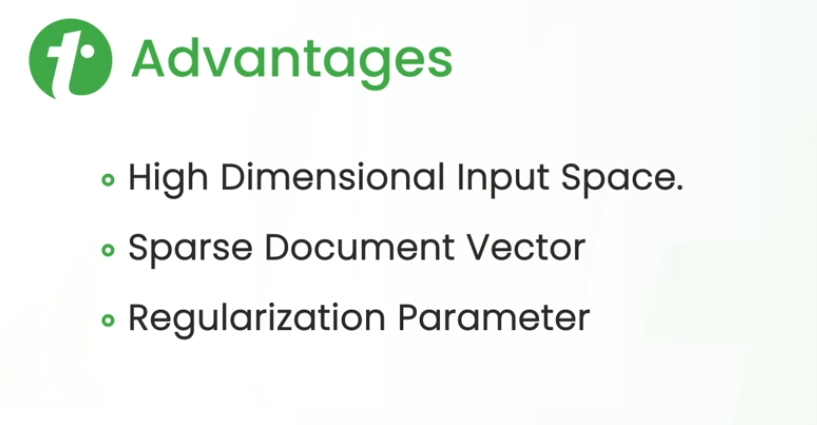 Advantages
High Dimensional Input Space.
Sparse Document Vector
Regularization Parameter